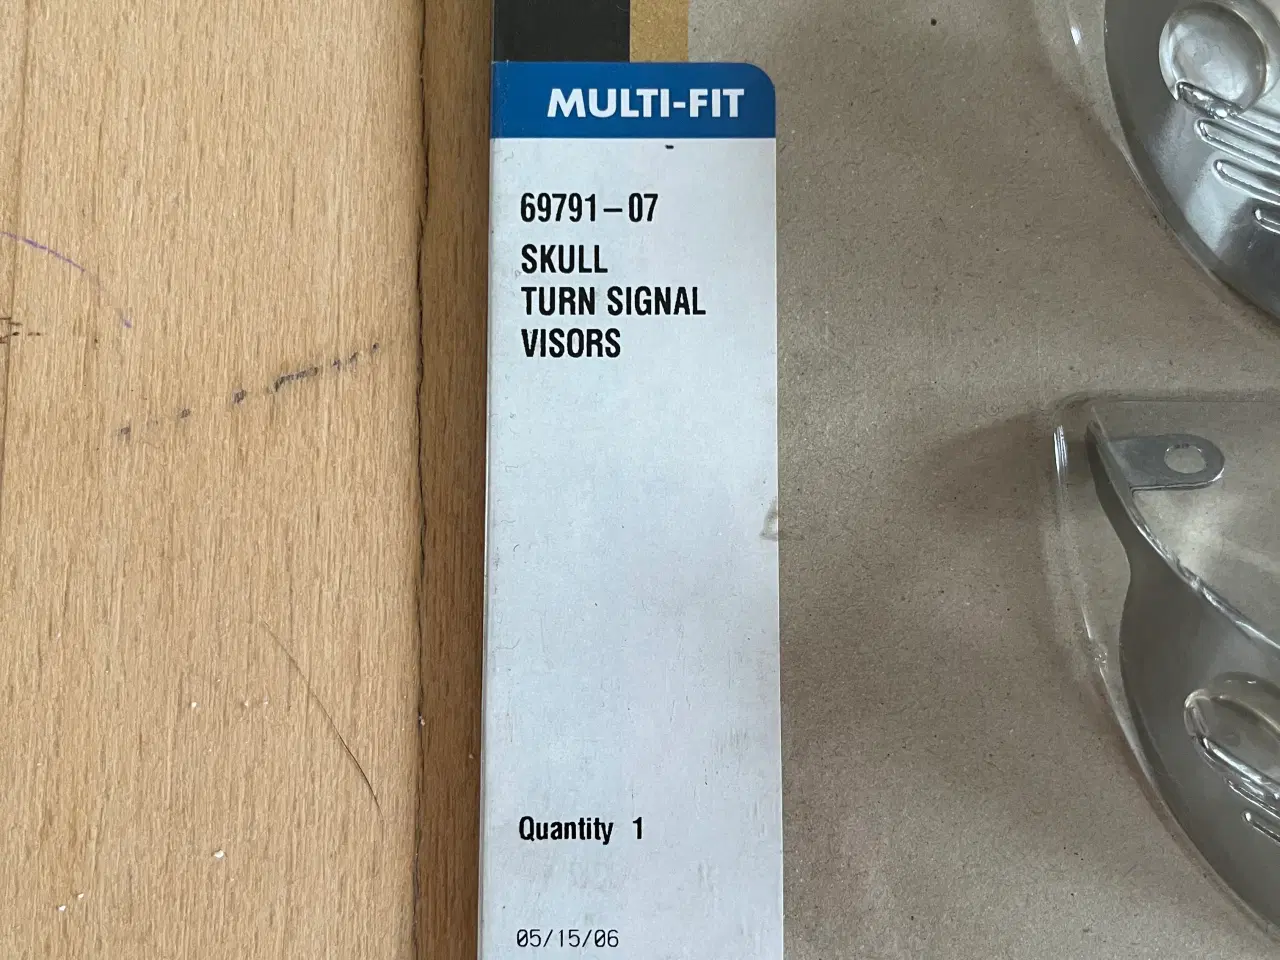 MULTI-FIT
69791-07
SKULL
TURN SIGNAL
VISORS
Quantity 1
05/15/06